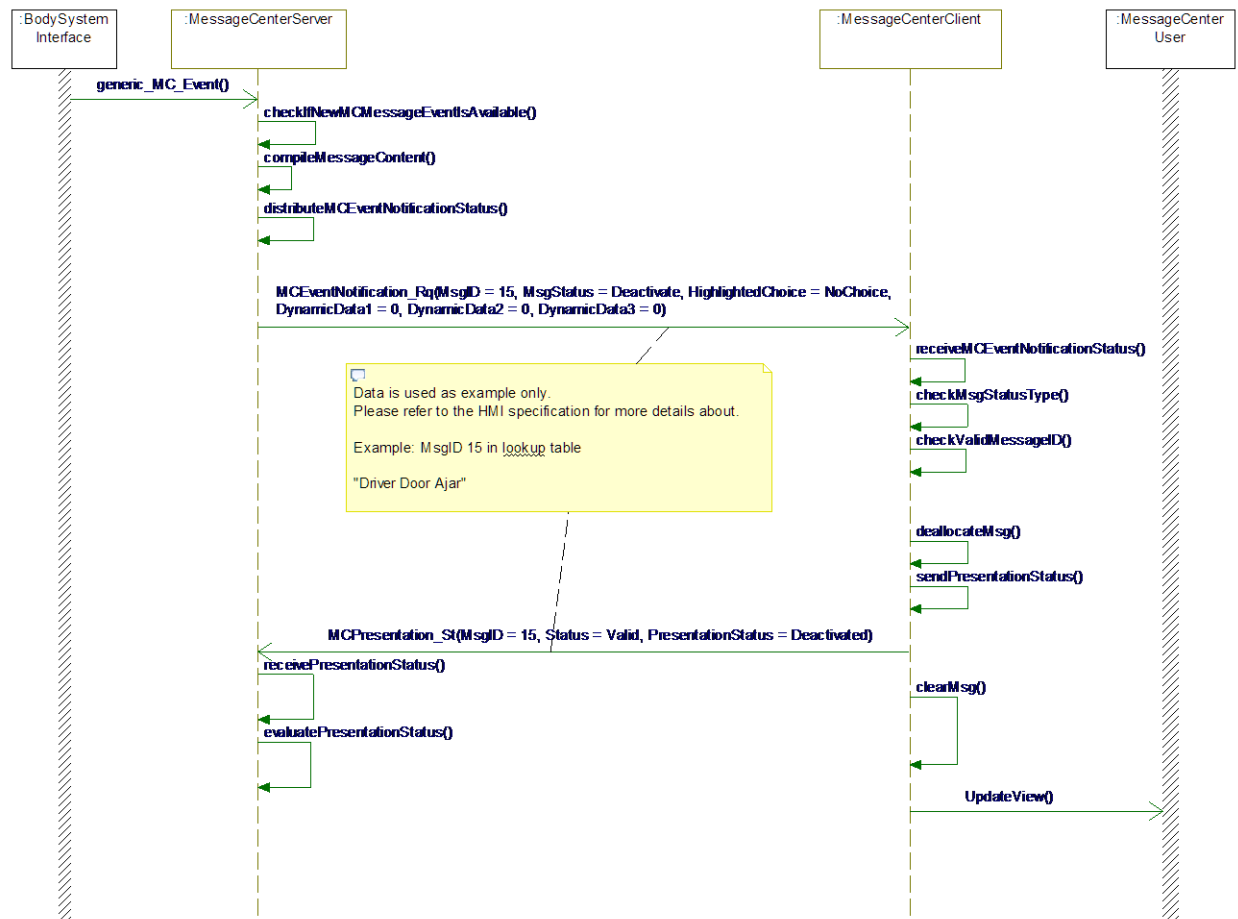 :BodySystem
Interface
:MessageCenterServer
:MessageCenterClient
:MessageCenter
User
generic_MC_Event()
checkIfNewMCMessageEventIsAvailable()
compileMessageContent()
distributeMCEventNotificationStatus()
MCEventNotification_Rq(MsgID = 15, MsgStatus = Deactivate, HighlightedChoice = NoChoice,
DynamicData1 = 0, DynamicData2 = 0, DynamicData3 = 0)
receiveMCEventNotificationStatus()
Data is used as example only.
Please refer to the HMI specification for more details about.
Example: MsgID 15 in lookup table
"Driver Door Ajar"
checkMsgStatusType()
checkValidMessageID()
deallocateMsg()
sendPresentationStatus()
MCPresentation_St(MsgID = 15, Status = Valid, PresentationStatus = Deactivated)
receivePresentationStatus()
clearMsg()
evaluatePresentationStatus()
UpdateView()